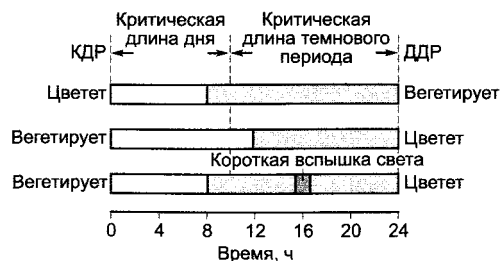 Критическая
длина дня
Критическая
длина темнового
периода
КДР
ДДР
Цветет
Вегетирует
Вегетирует
Цветет
Короткая вспышка света
Вегетирует
Цветет
0 4 8 12 16 20 24
Время, ч